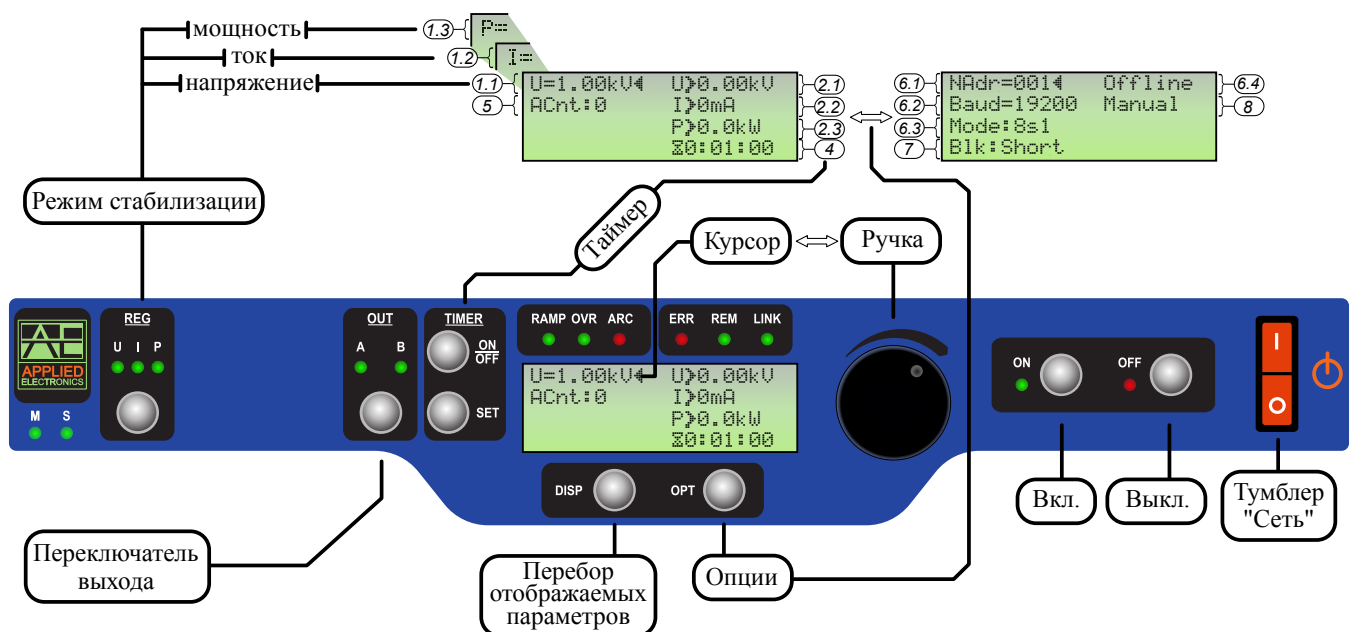 мощность
1.3
P=
ток
1.2
I=
напряжение
1.1
U=1.00kV
U>0.00kV
2.1
5
ACnt:0
I>0mA
2.2
P>0.0kW
2.3
0:01:00
4
6.1
NAdr=001
Offline
6.4
6.2
Baud=19200
Manual
8
6.3
Mode:8s1
7
Blk:Short
Режим стабилизации
Таймер
Курсор
Ручка
AE
APPLIED
ELECTRONICS
M S
REG
U I P
OUT
A B
TIMER
ON
OFF
SET
RAMP OVR ARC
ERR REM LINK
U=1.00kV
U>0.00kV
ACnt:0
I>0mA
P>0.0kW
0:01:00
DISP
OPT
ON
OFF
I
O
Переключатель
выхода
Перебор
отображаемых
параметров
Опции
Вкл.
Выкл.
Тумблер
"Сеть"